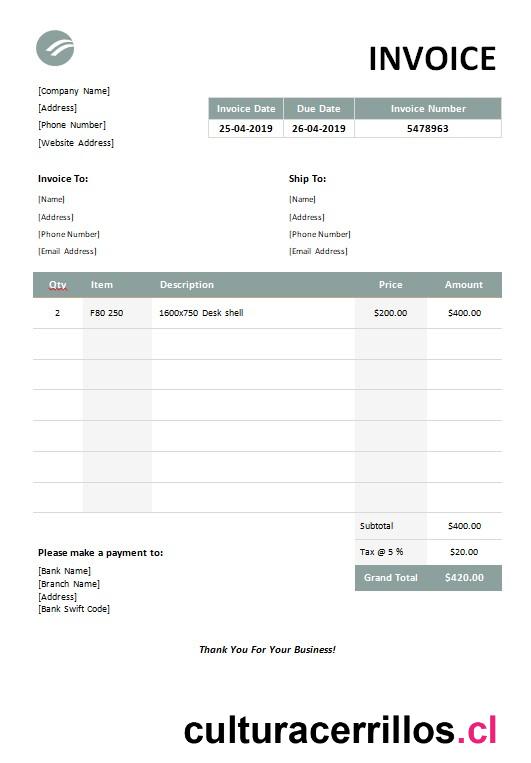 INVOICE
[Company Name]
[Address]
[Phone Number]
[Website Address]
Invoice Date Due Date Invoice Number
25-04-2019 26-04-2019 5478963
Invoice To: Ship To:
[Name] [Name]
[Address] [Address]
[Phone Number] [Phone Number]
[Email Address] [Email Address]
Qty Item Description Price Amount
2 F80 250 1600x750 Desk shell $200.00 $400.00
Subtotal $400.00
Tax @ 5 % $20.00
Grand Total $420.00
Please make a payment to:
[Bank Name]
[Branch Name]
[Address]
[Bank Swift Code]
Thank You For Your Business!
culturacerrillos.cl